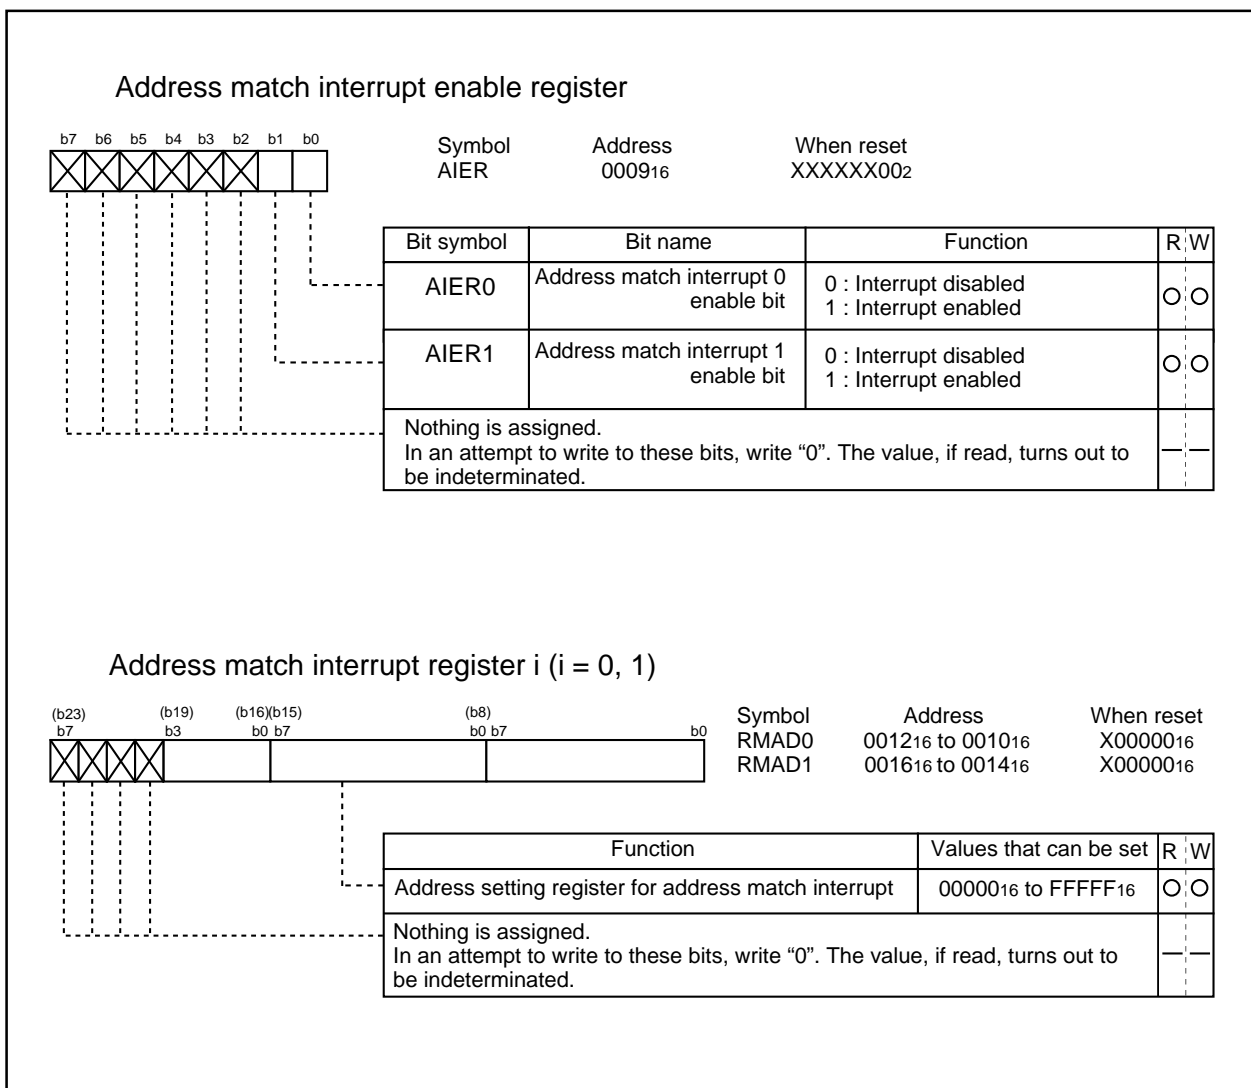 Address match interrupt enable register
b7 b6 b5 b4 b3 b2 b1 b0
Symbol Address When reset
AIER 000916 XXXXXX002
Bit symbol Bit name Function R W
AIER0 Address match interrupt 0 enable bit 0 : Interrupt disabled 1 : Interrupt enabled
AIER1 Address match interrupt 1 enable bit 0 : Interrupt disabled 1 : Interrupt enabled
Nothing is assigned.
In an attempt to write to these bits, write “0”. The value, if read, turns out to
be indeterminated.
Address match interrupt register i (i = 0, 1)
(b23) (b19) (b16)(b15) (b8)
b7 b3 b0 b7 b0 b7 b0
Symbol Address When reset
RMAD0 001216 to 001016 X0000016
RMAD1 001616 to 001416 X0000016
Function Values that can be set R W
Address setting register for address match interrupt 0000016 to FFFFF16
Nothing is assigned.
In an attempt to write to these bits, write “0”. The value, if read, turns out to
be indeterminated.